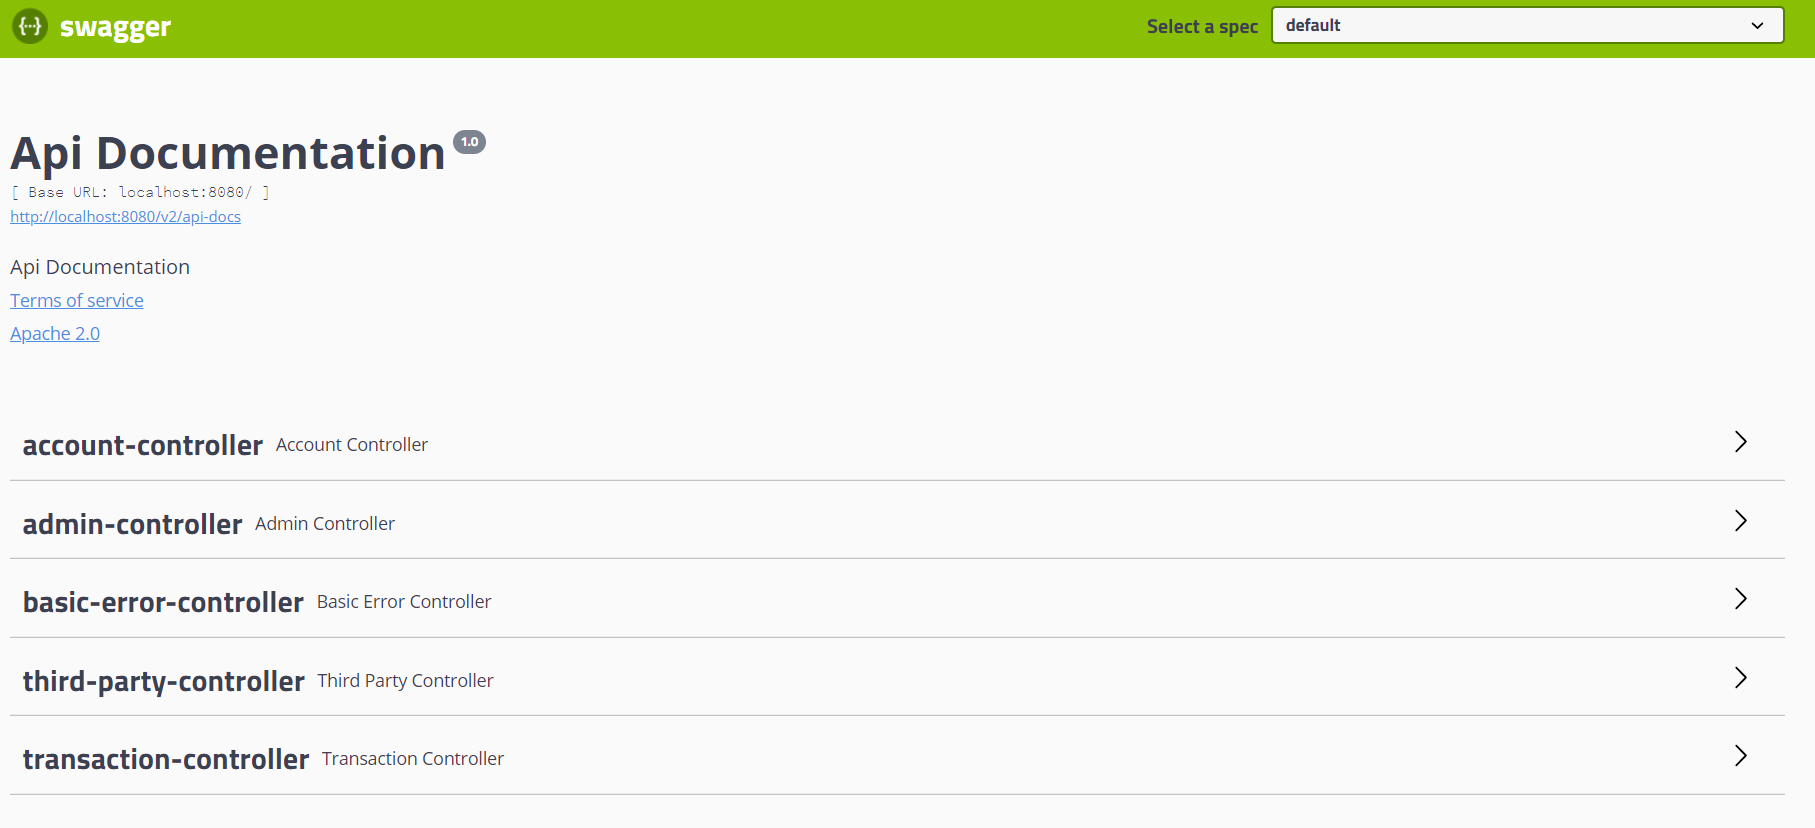 {···} swagger
Select a spec default
Api Documentation 1.0
[ Base URL: localhost:8080/ ]
http://localhost:8080/v2/api-docs
Api Documentation
Terms of service
Apache 2.0
account-controller Account Controller
admin-controller Admin Controller
basic-error-controller Basic Error Controller
third-party-controller Third Party Controller
transaction-controller Transaction Controller